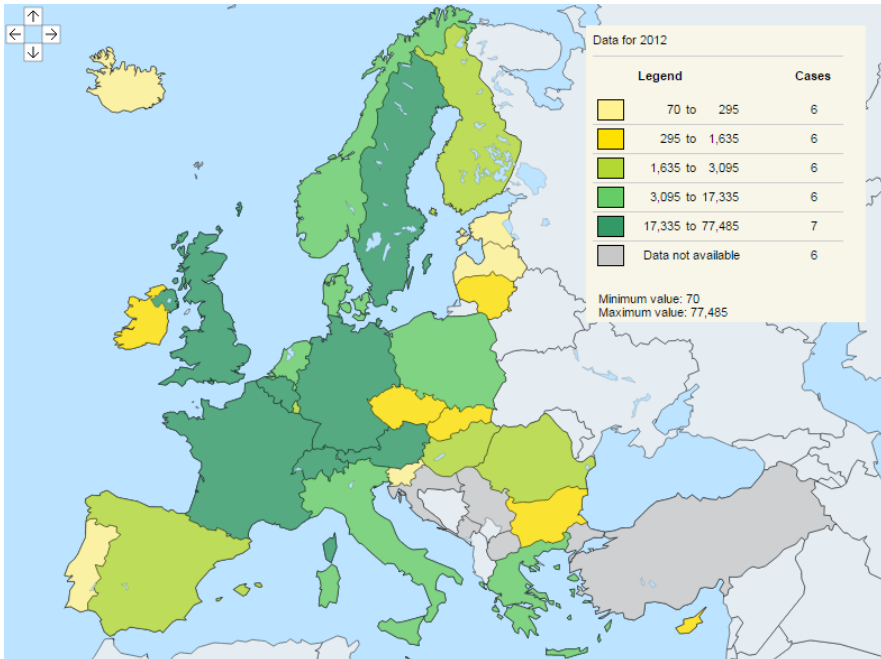 Data for 2012
Legend Cases
70 to 295 6
295 to 1,635 6
1,635 to 3,095 6
3,095 to 17,335 6
17,335 to 77,485 7
Data not available 6
Minimum value: 70
Maximum value: 77,485